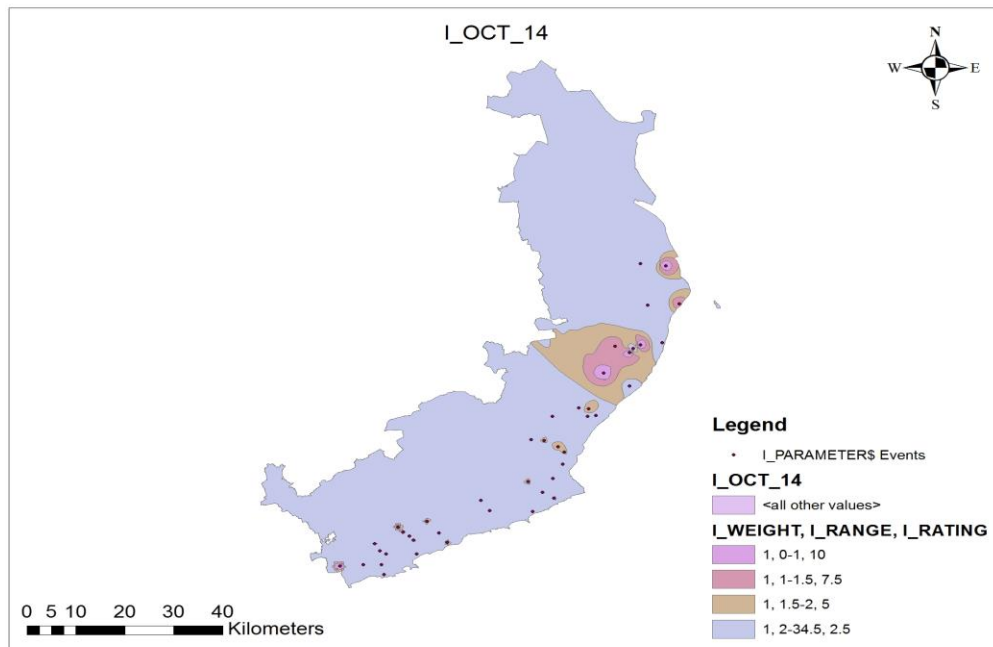 I_OCT_14
N
W E
S
Legend
I_PARAMETER$ Events
I_OCT_14
<all other values>
I_WEIGHT, I_RANGE, I_RATING
1, 0-1, 10
1, 1-1.5, 7.5
1, 1.5-2, 5
1, 2-34.5, 2.5
0 5 10 20 30 40
Kilometers